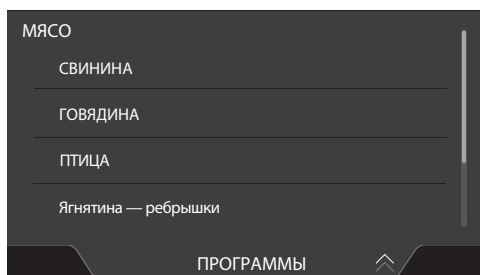 МЯСО
СВИНИНА
ГОВЯДИНА
ПТИЦА
Ягнятина — ребрышки
ПРОГРАММЫ